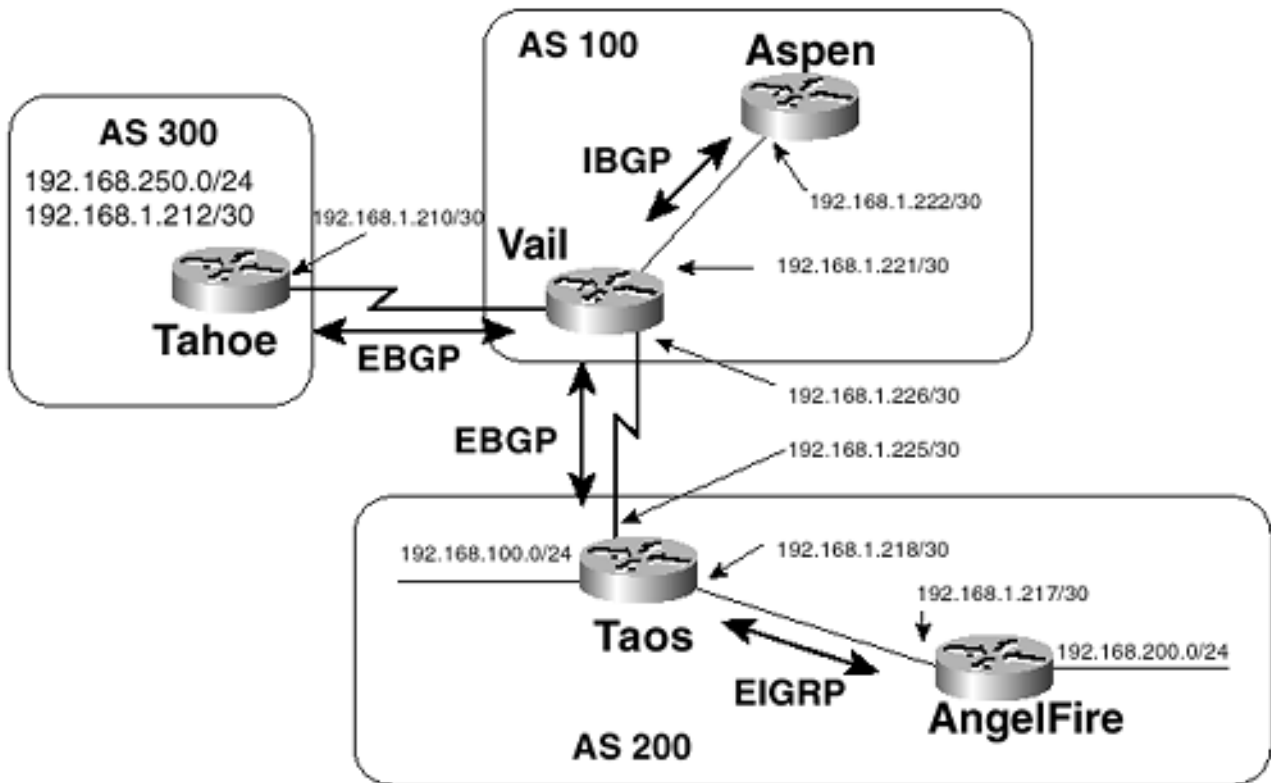 AS 100
Aspen
AS 300
192.168.250.0/24
192.168.1.212/30
192.168.1.210/30
IBGP
192.168.1.222/30
Vail
192.168.1.221/30
Tahoe
EBGP
192.168.1.226/30
EBGP
192.168.1.225/30
192.168.100.0/24
192.168.1.218/30
192.168.1.217/30
Taos
192.168.200.0/24
EIGRP
AngelFire
AS 200